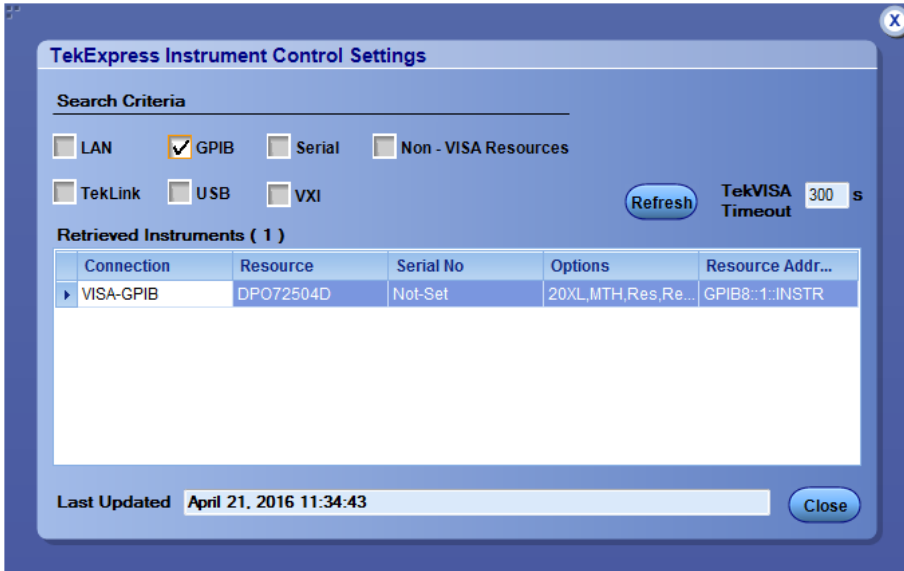 X
TekExpress Instrument Control Settings
Search Criteria
LAN GPIB Serial Non - VISA Resources
TekLink USB VXI
Refresh TekVISA Timeout 300 s
Retrieved Instruments ( 1 )
Connection Resource Serial No Options Resource Addr...
VISA-GPIB DPO72504D Not-Set 20XL,MTH,Res,Re... GPIB8::1::INSTR
Last Updated April 21, 2016 11:34:43 Close